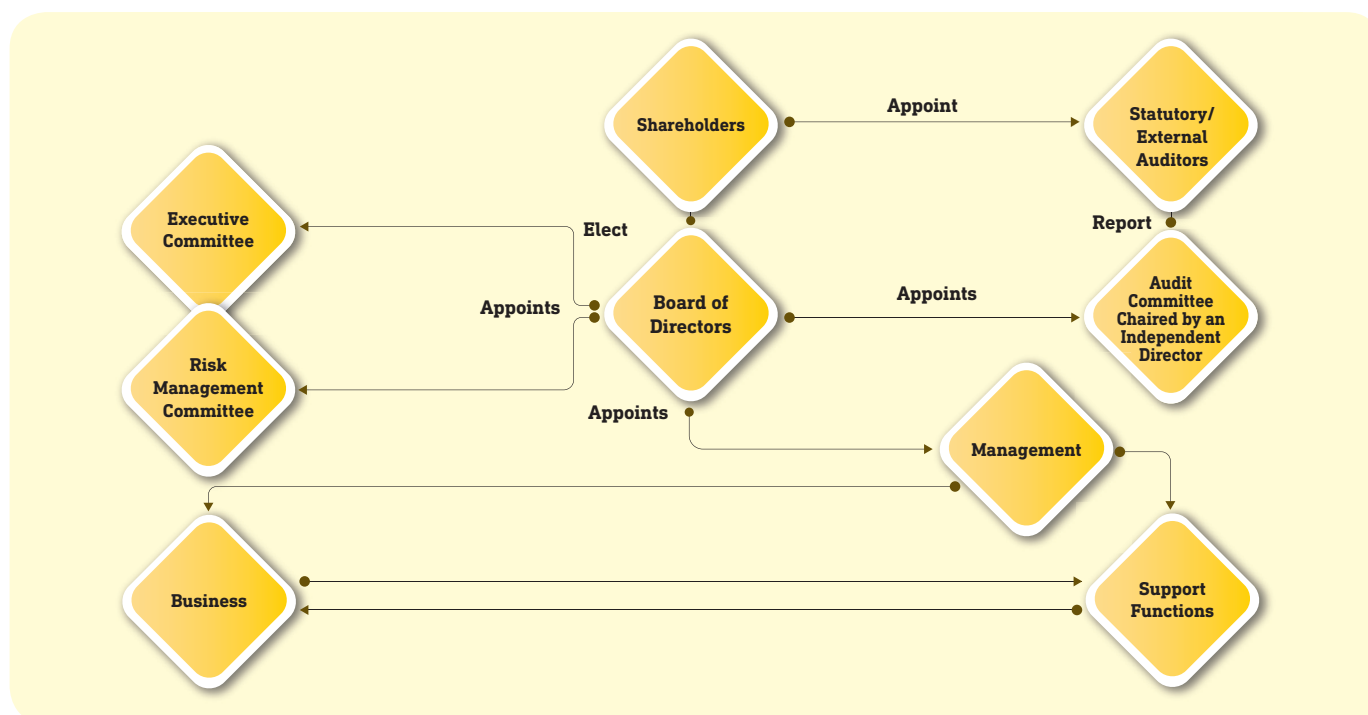 Shareholders
Appoint
Statutory/
External
Auditors
Executive
Committee
Elect
Report
Appoints
Board of
Directors
Appoints
Audit
Committee
Chaired by an
Independent
Director
Risk
Management
Committee
Appoints
Management
Business
Support
Functions